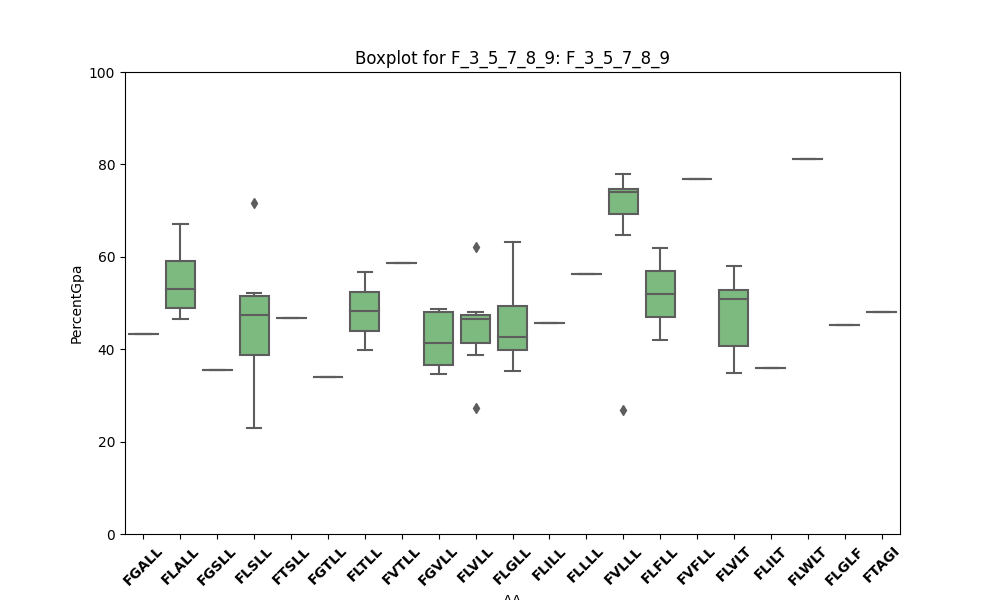 Boxplot for F_3_5_7_8_9: F_3_5_7_8_9
100
80
60
40
20
0
PercentGpa
FGALL FLALL FGSLL FLSLL FTSLL FGTLL FLTLL FVTLL FGVLL FLVLL FLGLL FLILL FLLLL FVLLL FLFLL FVFLL FLVLT FLILT FLWLT FLGLF FTAGI
AA